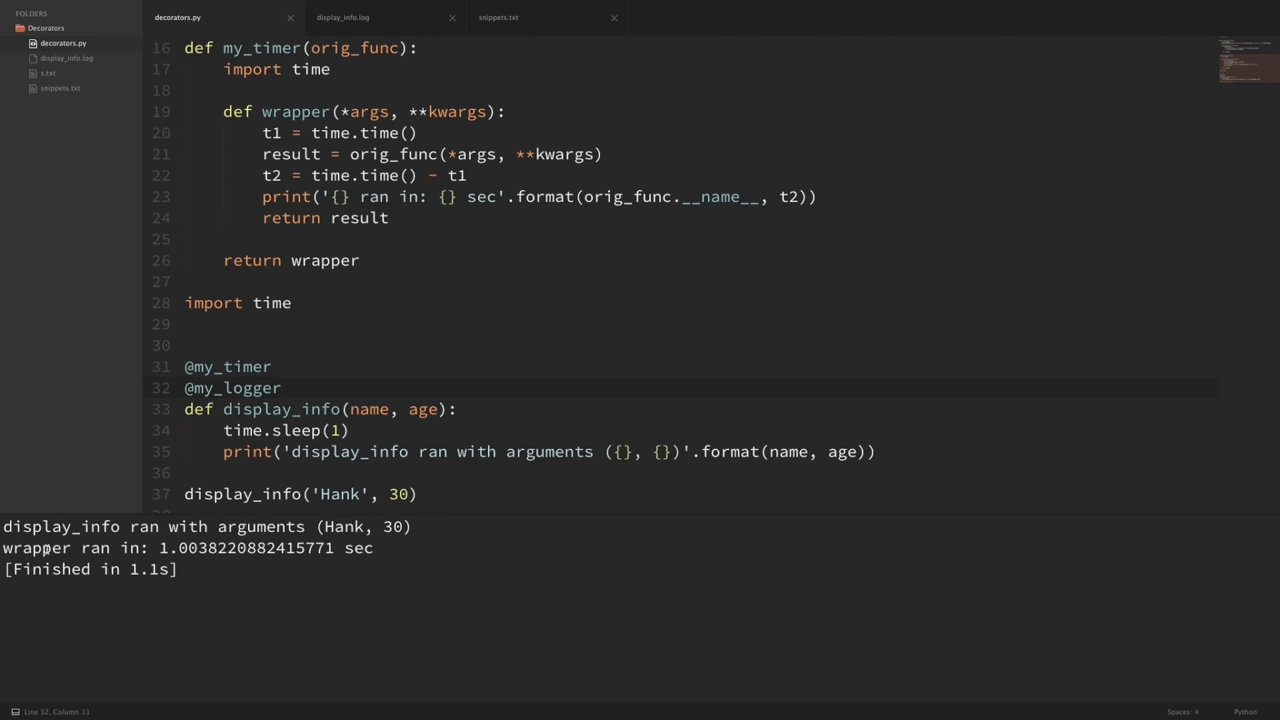 FOLDERS
Decorators
decorators.py
display_info.log
s.txt
snippets.txt
decorators.py
display_info.log
snippets.txt
16 def my_timer(orig_func):
17     import time
18
19     def wrapper(*args, **kwargs):
20         t1 = time.time()
21         result = orig_func(*args, **kwargs)
22         t2 = time.time() - t1
23         print('{} ran in: {} sec'.format(orig_func.__name__, t2))
24         return result
25
26     return wrapper
27
28 import time
29
30
31 @my_timer
32 @my_logger
33 def display_info(name, age):
34     time.sleep(1)
35     print('display_info ran with arguments ({}, {})'.format(name, age))
36
37 display_info('Hank', 30)
display_info ran with arguments (Hank, 30)
wrapper ran in: 1.0038220882415771 sec
[Finished in 1.1s]
Line 32, Column 11
Spaces: 4
Python